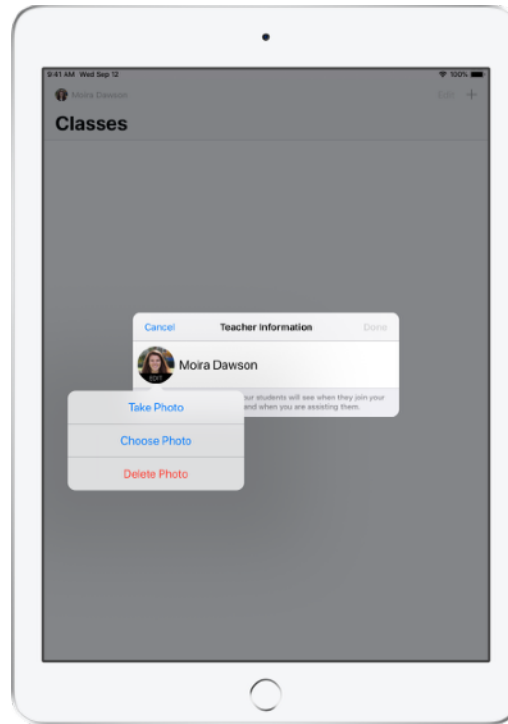 9:41 AM Wed Sep 12
100%
Moira Dawson
Edit
Classes
Cancel
Teacher Information
Done
EDIT
Moira Dawson
our students will see when they join your
and when you are assisting them.
Take Photo
Choose Photo
Delete Photo